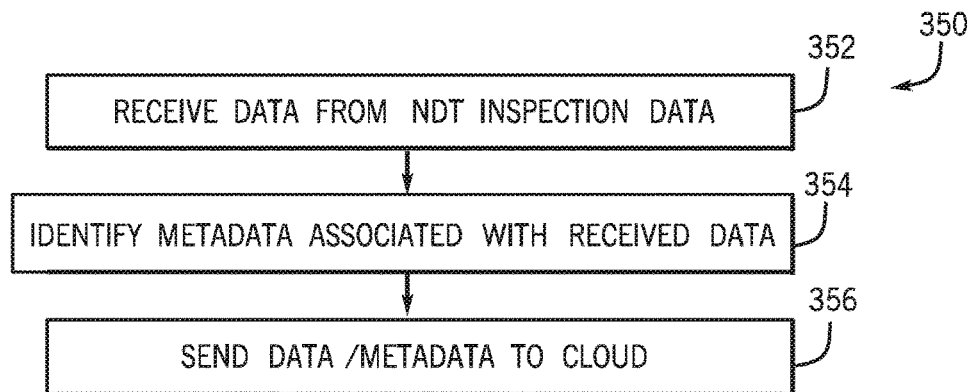 350
352
RECEIVE DATA FROM NDT INSPECTION DATA
354
IDENTIFY METADATA ASSOCIATED WITH RECEIVED DATA
356
SEND DATA /METADATA TO CLOUD